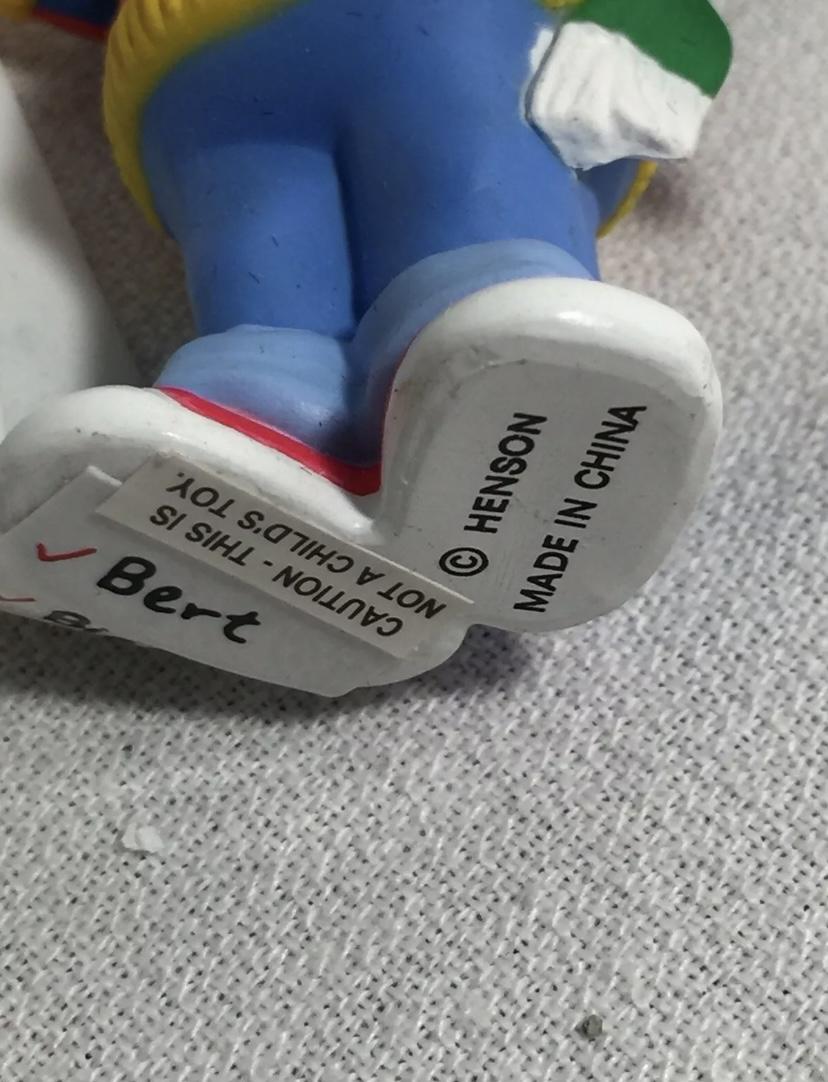 © HENSON
MADE IN CHINA
CAUTION - THIS IS
NOT A CHILD'S TOY.
Bert